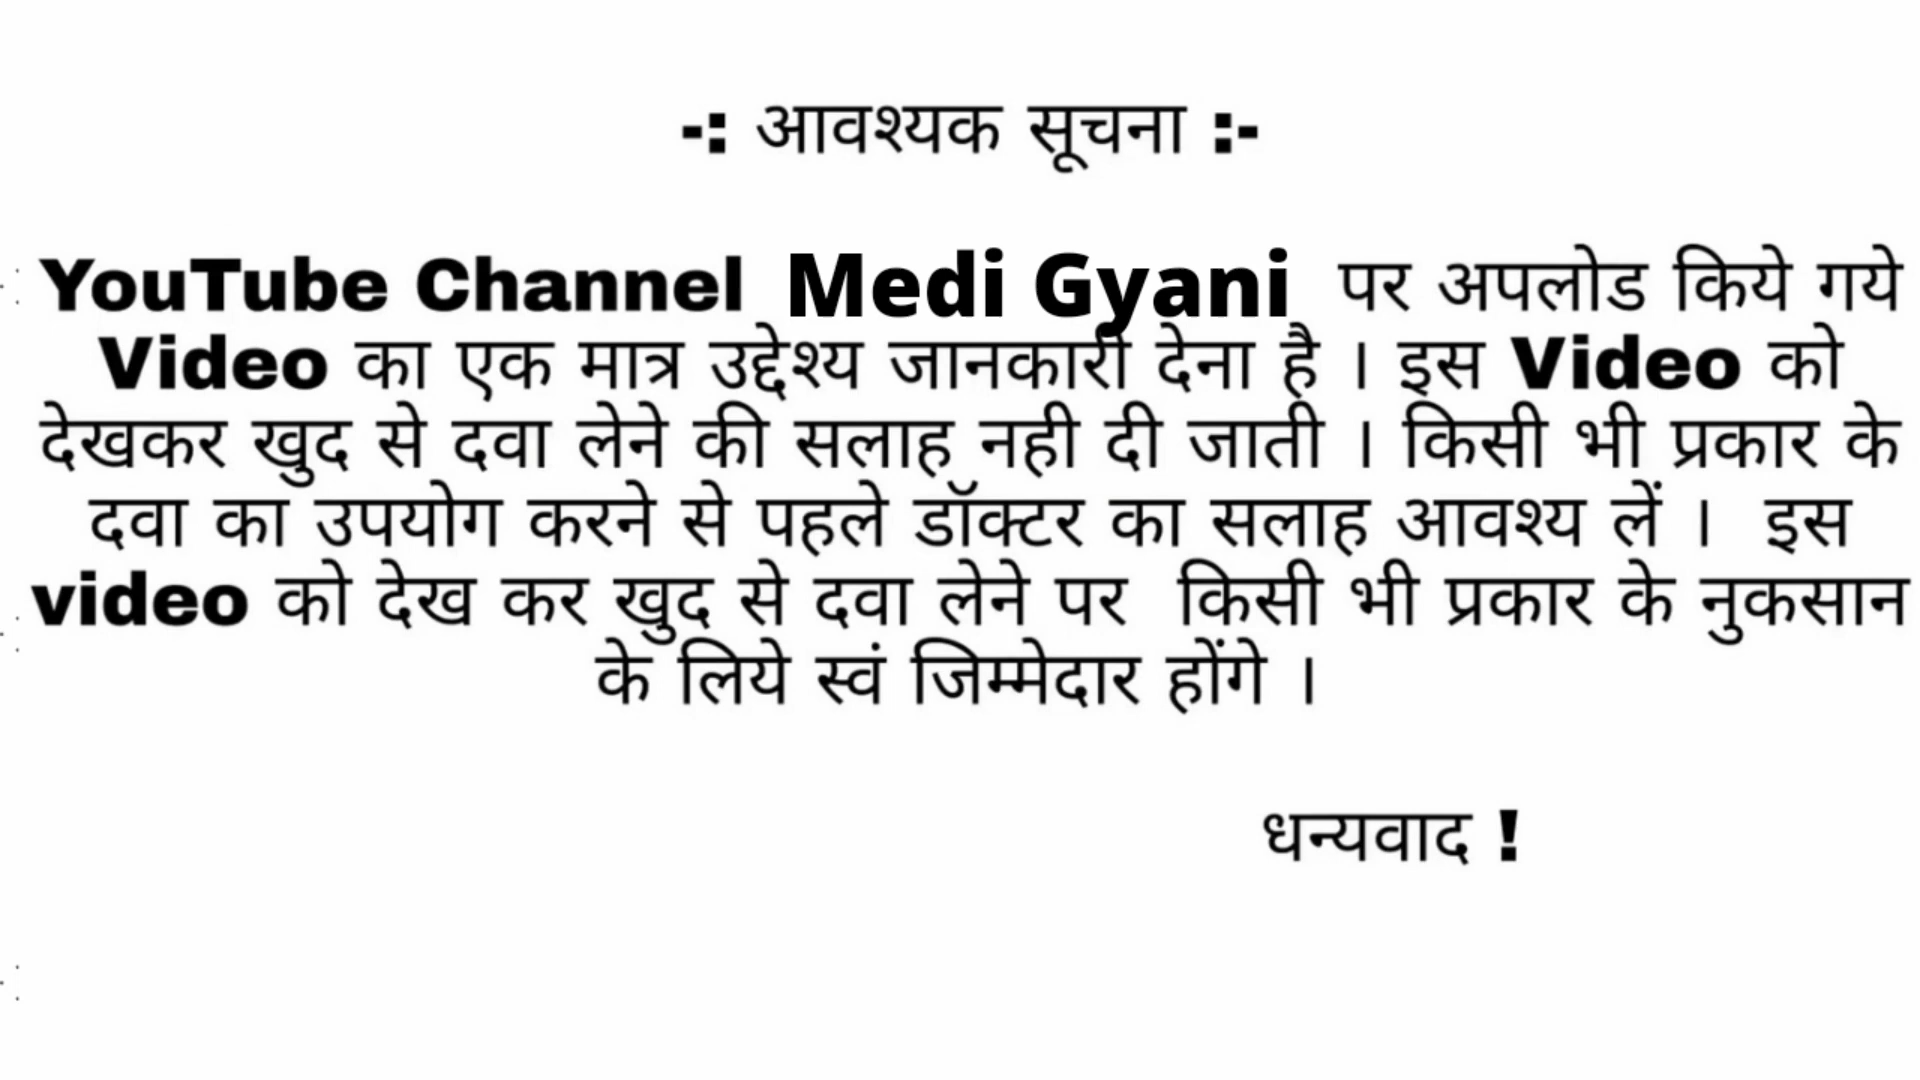 -: आवश्यक सूचना :-
YouTube Channel Medi Gyani पर अपलोड किये गये
Video का एक मात्र उद्देश्य जानकारी देना है । इस Video को
देखकर खुद से दवा लेने की सलाह नही दी जाती । किसी भी प्रकार के
दवा का उपयोग करने से पहले डॉक्टर का सलाह आवश्य लें । इस
video को देख कर खुद से दवा लेने पर किसी भी प्रकार के नुकसान
के लिये स्वं जिम्मेदार होंगे ।
धन्यवाद !